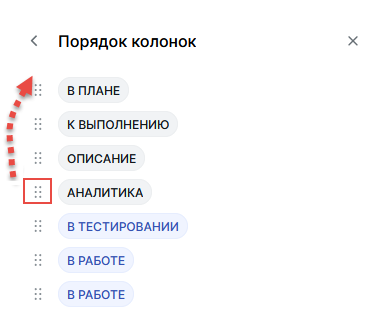 Порядок колонок
В ПЛАНЕ
К ВЫПОЛНЕНИЮ
ОПИСАНИЕ
АНАЛИТИКА
В ТЕСТИРОВАНИИ
В РАБОТЕ
В РАБОТЕ